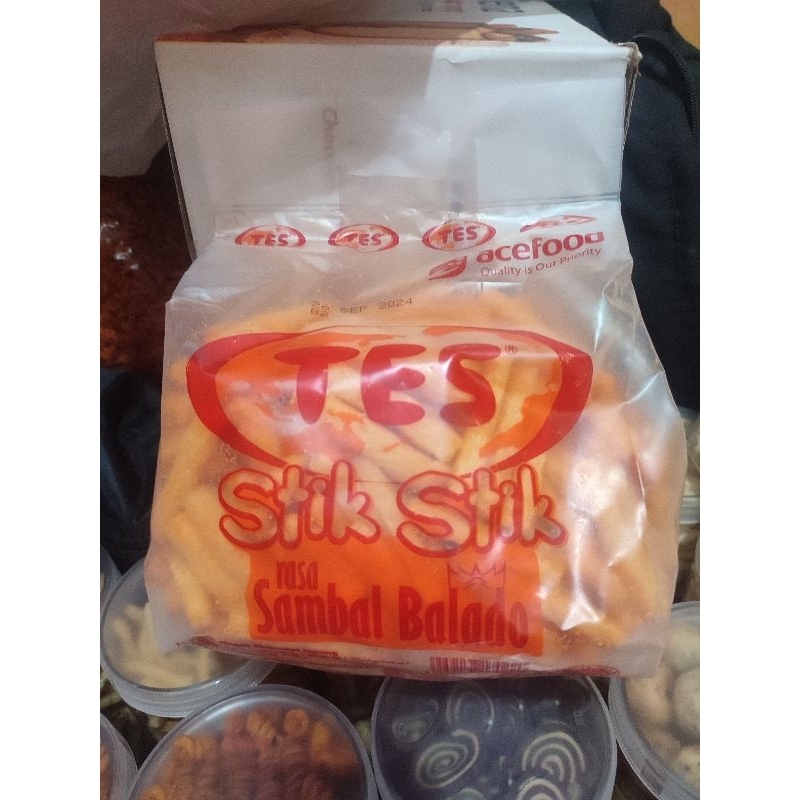 TES TES TES
acefood
Quality is Our Priority
SEP 2024
TES®
Stik Stik
rasa
Sambal Balado